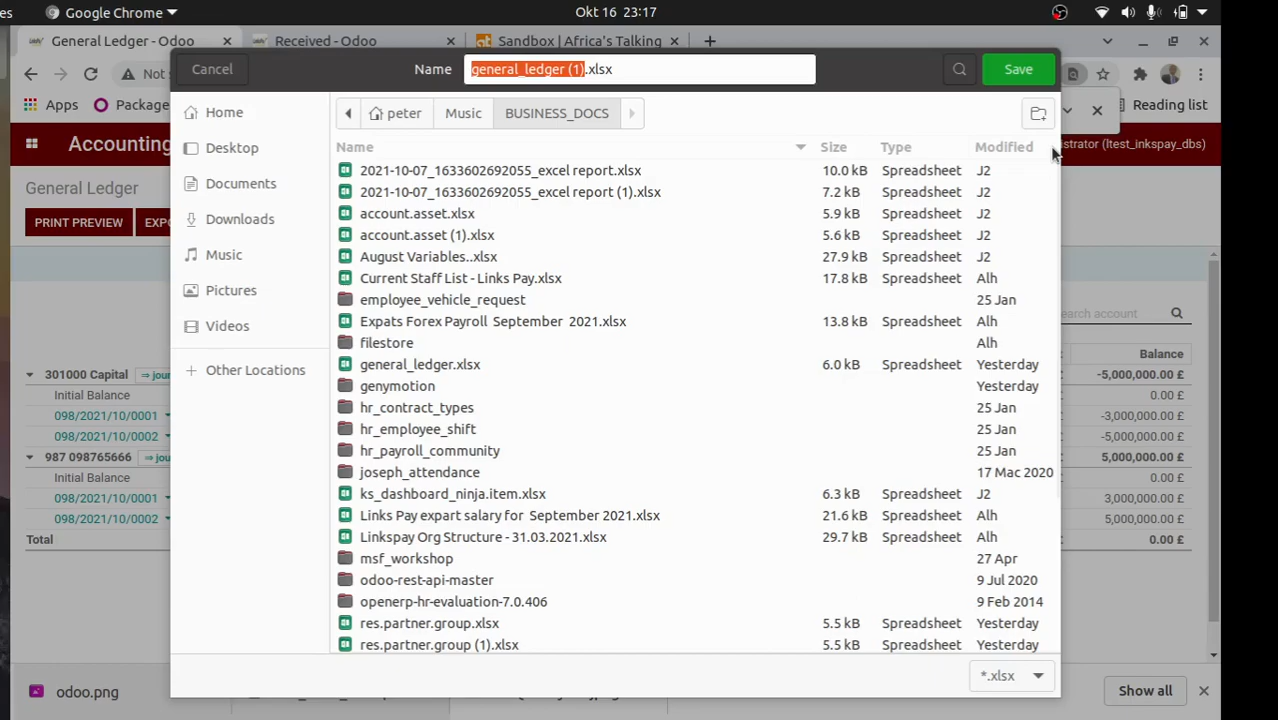 es
Google Chrome
Okt 16 23:17
General Ledger - Odoo
Received - Odoo
Sandbox | Africa's Talking
Not s
Apps
Packa
Reading list
Cancel
Name
general_ledger (1).xlsx
Save
Home
Desktop
Documents
Downloads
Music
Pictures
Videos
Other Locations
peter
Music
BUSINESS_DOCS
Name Size Type Modified
2021-10-07_1633602692055_excel report.xlsx 10.0 kB Spreadsheet J2
2021-10-07_1633602692055_excel report (1).xlsx 7.2 kB Spreadsheet J2
account.asset.xlsx 5.9 kB Spreadsheet J2
account.asset (1).xlsx 5.6 kB Spreadsheet J2
August Variables..xlsx 27.9 kB Spreadsheet J2
Current Staff List - Links Pay.xlsx 17.8 kB Spreadsheet Alh
employee_vehicle_request 25 Jan
Expats Forex Payroll September 2021.xlsx 13.8 kB Spreadsheet Alh
filestore Alh
general_ledger.xlsx 6.0 kB Spreadsheet Yesterday
genymotion Yesterday
hr_contract_types 25 Jan
hr_employee_shift 25 Jan
hr_payroll_community 25 Jan
joseph_attendance 17 Mac 2020
ks_dashboard_ninja.item.xlsx 6.3 kB Spreadsheet J2
Links Pay expart salary for September 2021.xlsx 21.6 kB Spreadsheet Alh
Linkspay Org Structure - 31.03.2021.xlsx 29.7 kB Spreadsheet Alh
msf_workshop 27 Apr
odoo-rest-api-master 9 Jul 2020
openerp-hr-evaluation-7.0.406 9 Feb 2014
res.partner.group.xlsx 5.5 kB Spreadsheet Yesterday
res.partner.group (1).xlsx 5.5 kB Spreadsheet Yesterday
*.xlsx
Accounting
strator (ltest_inkspay_dbs)
General Ledger
PRINT PREVIEW
EXPO
earch account
Balance
301000 Capital ⇒ jour -5,000,000.00 £
Initial Balance 0.00 £
098/2021/10/0001 -3,000,000.00 £
098/2021/10/0002 -5,000,000.00 £
987 098765666 ⇒ jou 5,000,000.00 £
Initial Balance 0.00 £
098/2021/10/0001 3,000,000.00 £
098/2021/10/0002 5,000,000.00 £
Total 0.00 £
odoo.png
Show all